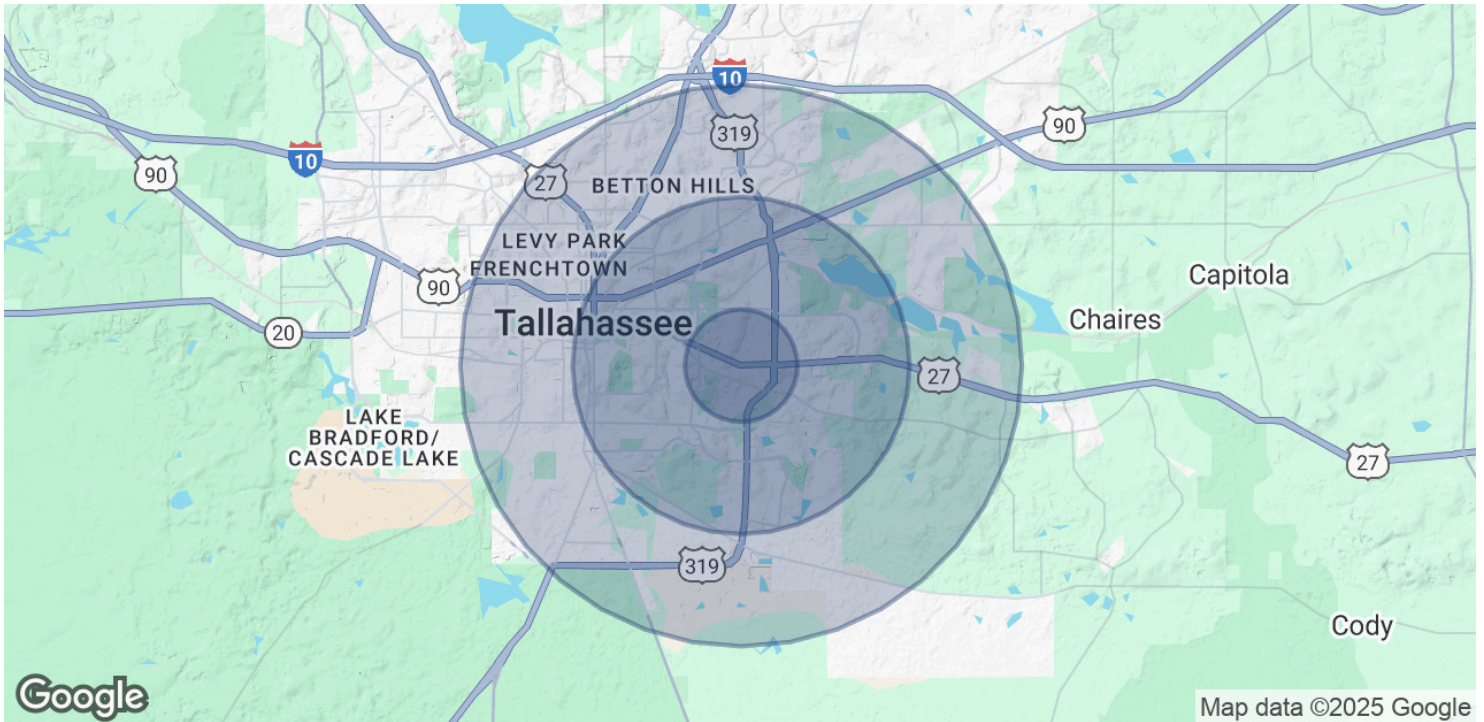 10
319
90
10
90
27
BETTON HILLS
LEVY PARK
FRENCHTOWN
90
Capitola
Tallahassee
Chaires
20
27
LAKE
BRADFORD/
CASCADE LAKE
27
319
Cody
Google
Map data ©2025 Google